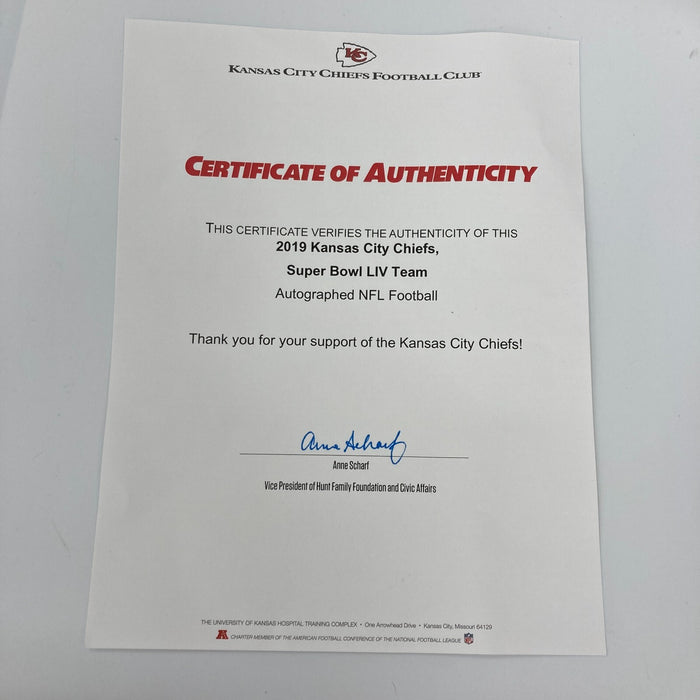 KC
KANSAS CITY CHIEFS FOOTBALL CLUB
CERTIFICATE OF AUTHENTICITY
THIS CERTIFICATE VERIFIES THE AUTHENTICITY OF THIS
2019 Kansas City Chiefs,
Super Bowl LIV Team
Autographed NFL Football
Thank you for your support of the Kansas City Chiefs!
Anne Scharf
Anne Scharf
Vice President of Hunt Family Foundation and Civic Affairs
THE UNIVERSITY OF KANSAS HOSPITAL TRAINING COMPLEX • One Arrowhead Drive • Kansas City, Missouri 64129
A CHARTER MEMBER OF THE AMERICAN FOOTBALL CONFERENCE OF THE NATIONAL FOOTBALL LEAGUE NFL